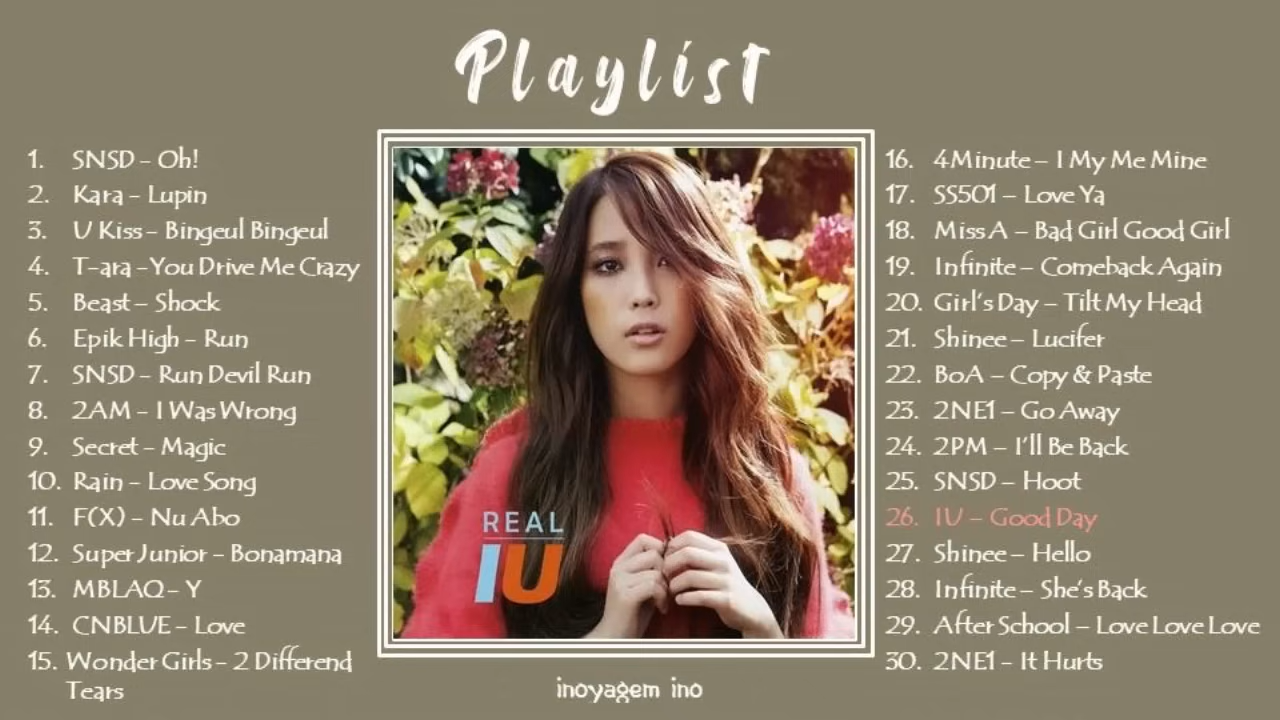 Playlist
1. SNSD – Oh!
2. Kara – Lupin
3. U Kiss – Bingeul Bingeul
4. T-ara – You Drive Me Crazy
5. Beast – Shock
6. Epik High – Run
7. SNSD – Run Devil Run
8. 2AM – I Was Wrong
9. Secret – Magic
10. Rain – Love Song
11. F(X) – Nu Abo
12. Super Junior – Bonamana
13. MBLAQ – Y
14. CNBLUE – Love
15. Wonder Girls – 2 Differend
Tears
REAL
IU
inoyagem ino
16. 4Minute – I My Me Mine
17. SS501 – Love Ya
18. Miss A – Bad Girl Good Girl
19. Infinite – Comeback Again
20. Girl's Day – Tilt My Head
21. Shinee – Lucifer
22. BoA – Copy & Paste
23. 2NE1 – Go Away
24. 2PM – I'll Be Back
25. SNSD – Hoot
26. IU – Good Day
27. Shinee – Hello
28. Infinite – She's Back
29. After School – Love Love Love
30. 2NE1 – It Hurts